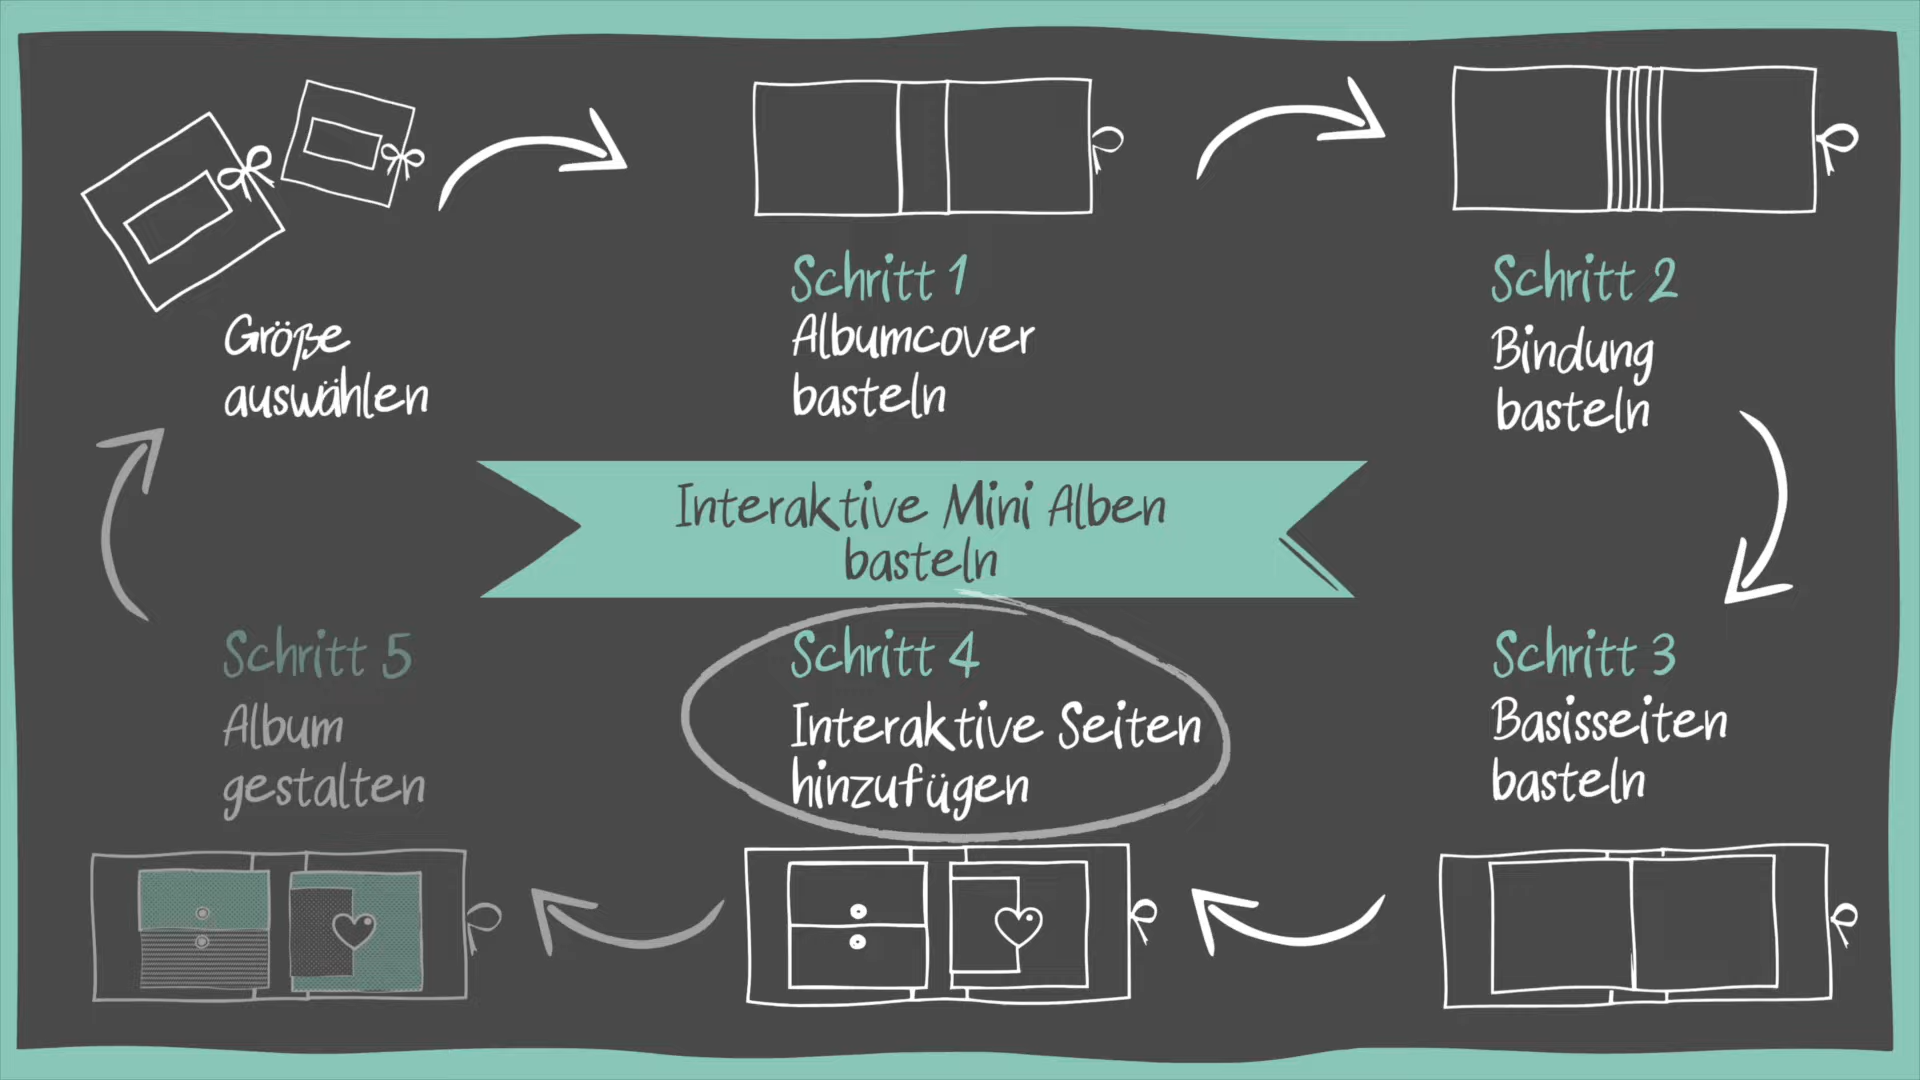 Größe
auswählen
Schritt 1
Albumcover
basteln
Schritt 2
Bindung
basteln
Interaktive Mini Alben
basteln
Schritt 5
Album
gestalten
Schritt 4
Interaktive Seiten
hinzufügen
Schritt 3
Basisseiten
basteln